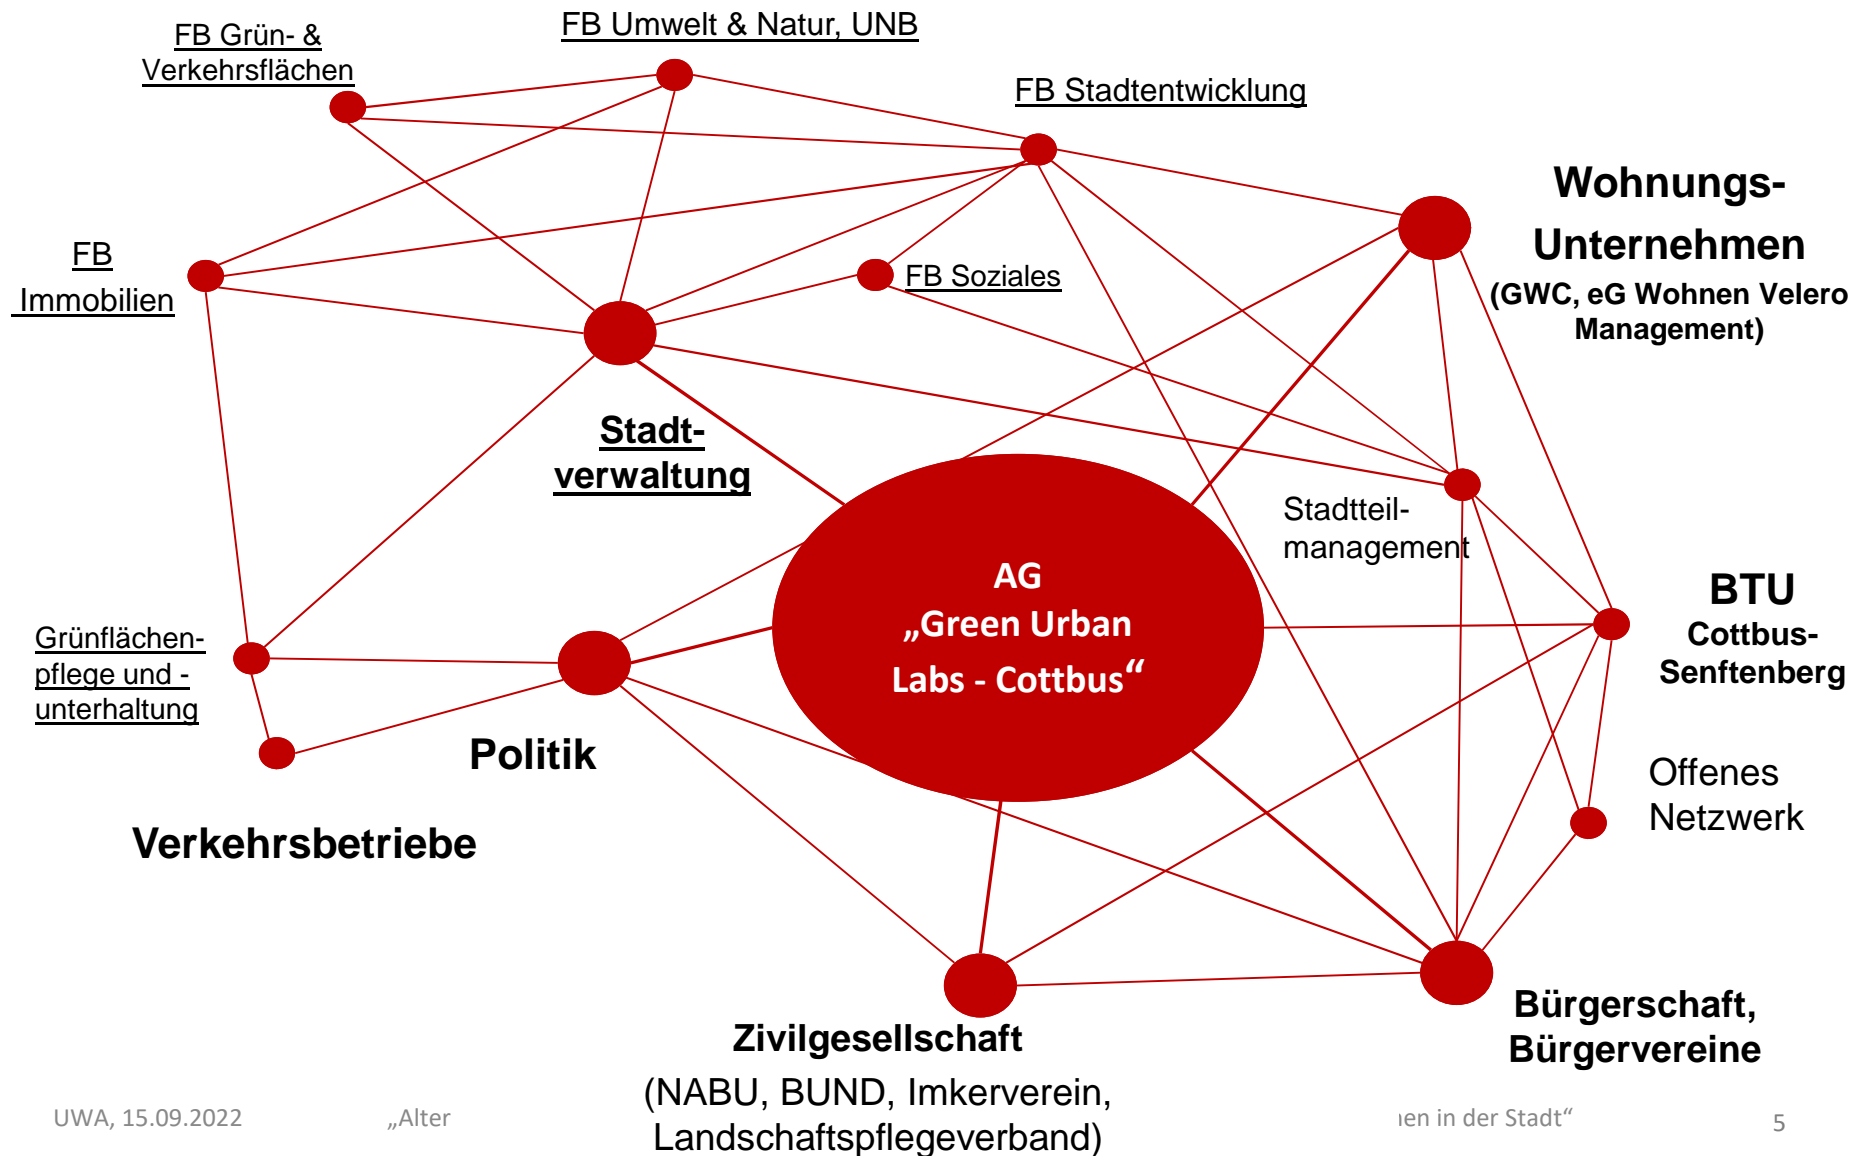 FB Grün- &
Verkehrsflächen
FB Umwelt & Natur, UNB
FB Stadtentwicklung
Wohnungs-
Unternehmen
(GWC, eG Wohnen Velero
Management)
FB
Immobilien
FB Soziales
Stadt-
verwaltung
Stadtteil-
management
AG
„Green Urban
Labs - Cottbus“
BTU
Cottbus-
Senftenberg
Grünflächen-
pflege und -
unterhaltung
Politik
Offenes
Netzwerk
Verkehrsbetriebe
Zivilgesellschaft
(NABU, BUND, Imkerverein,
Landschaftspflegeverband)
Bürgerschaft,
Bürgervereine
UWA, 15.09.2022
„Alter
in der Stadt“
5